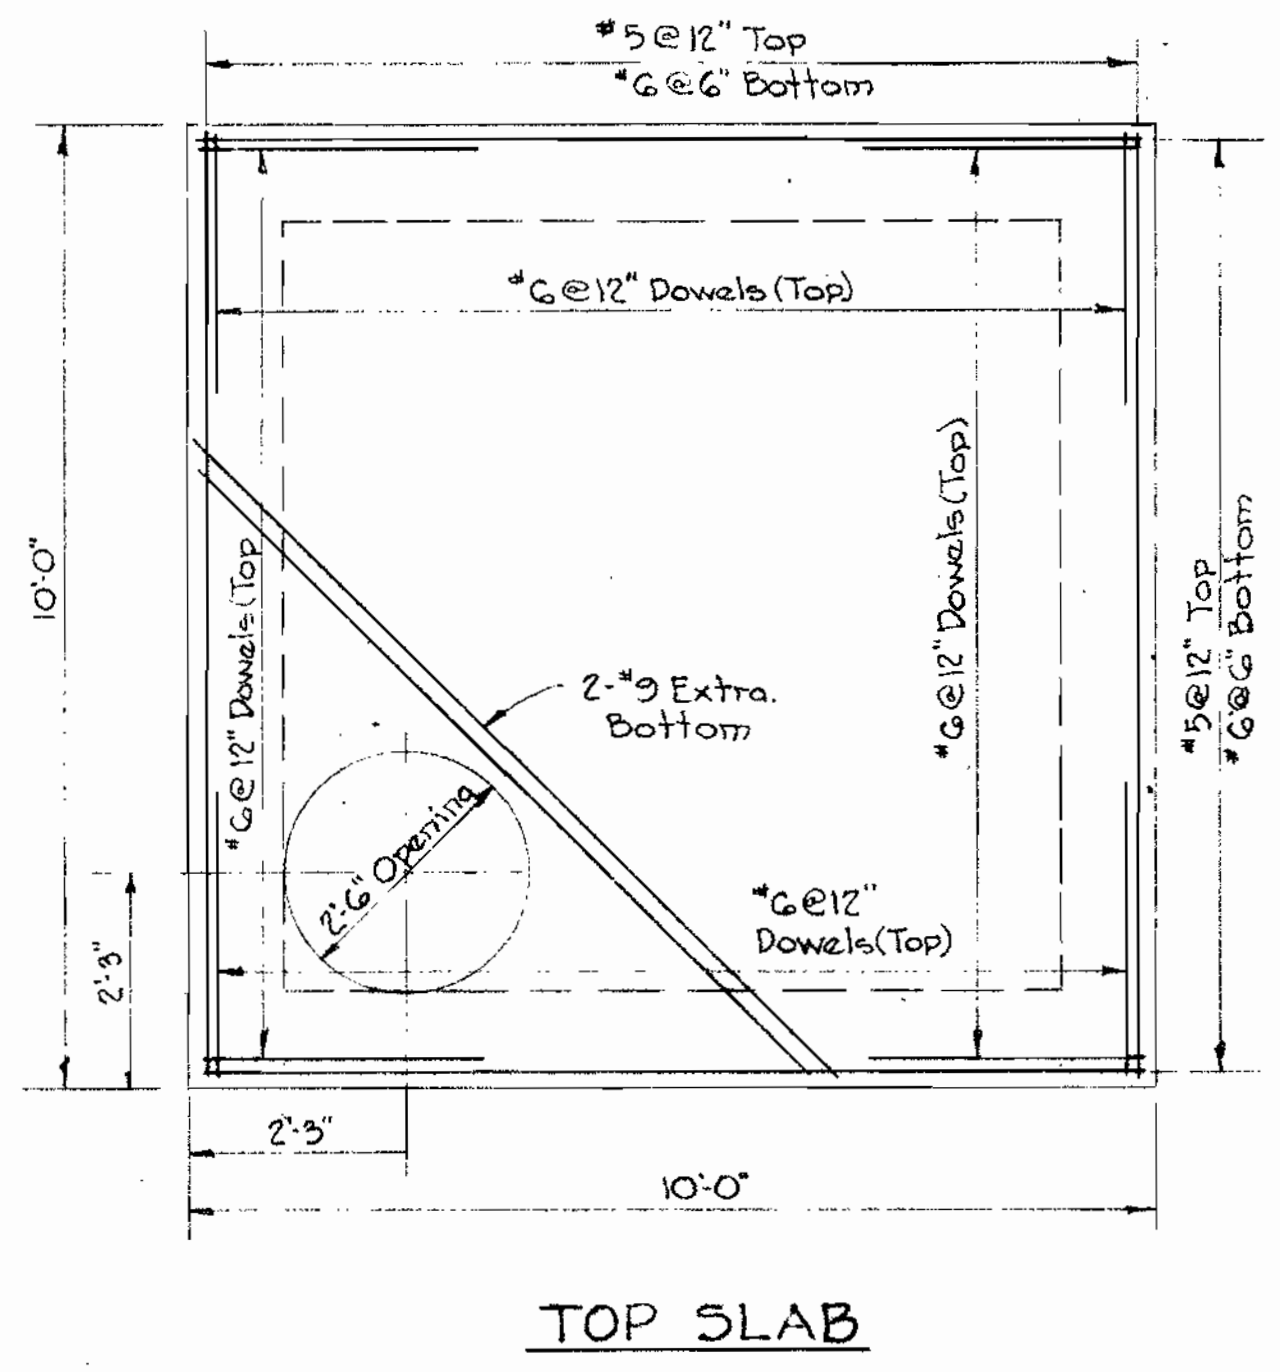 #5@12" Top
#6@6" Bottom
#6@12" Dowels (Top)
10'-0"
#6@12" Dowels (Top
#6@12" Dowels (Top)
#5@12" Top
#6@6" Bottom
2-#9 Extra.
Bottom
2'-6" Opening
#6@12"
Dowels (Top)
2'-3"
2'-3"
10'-0"
TOP SLAB